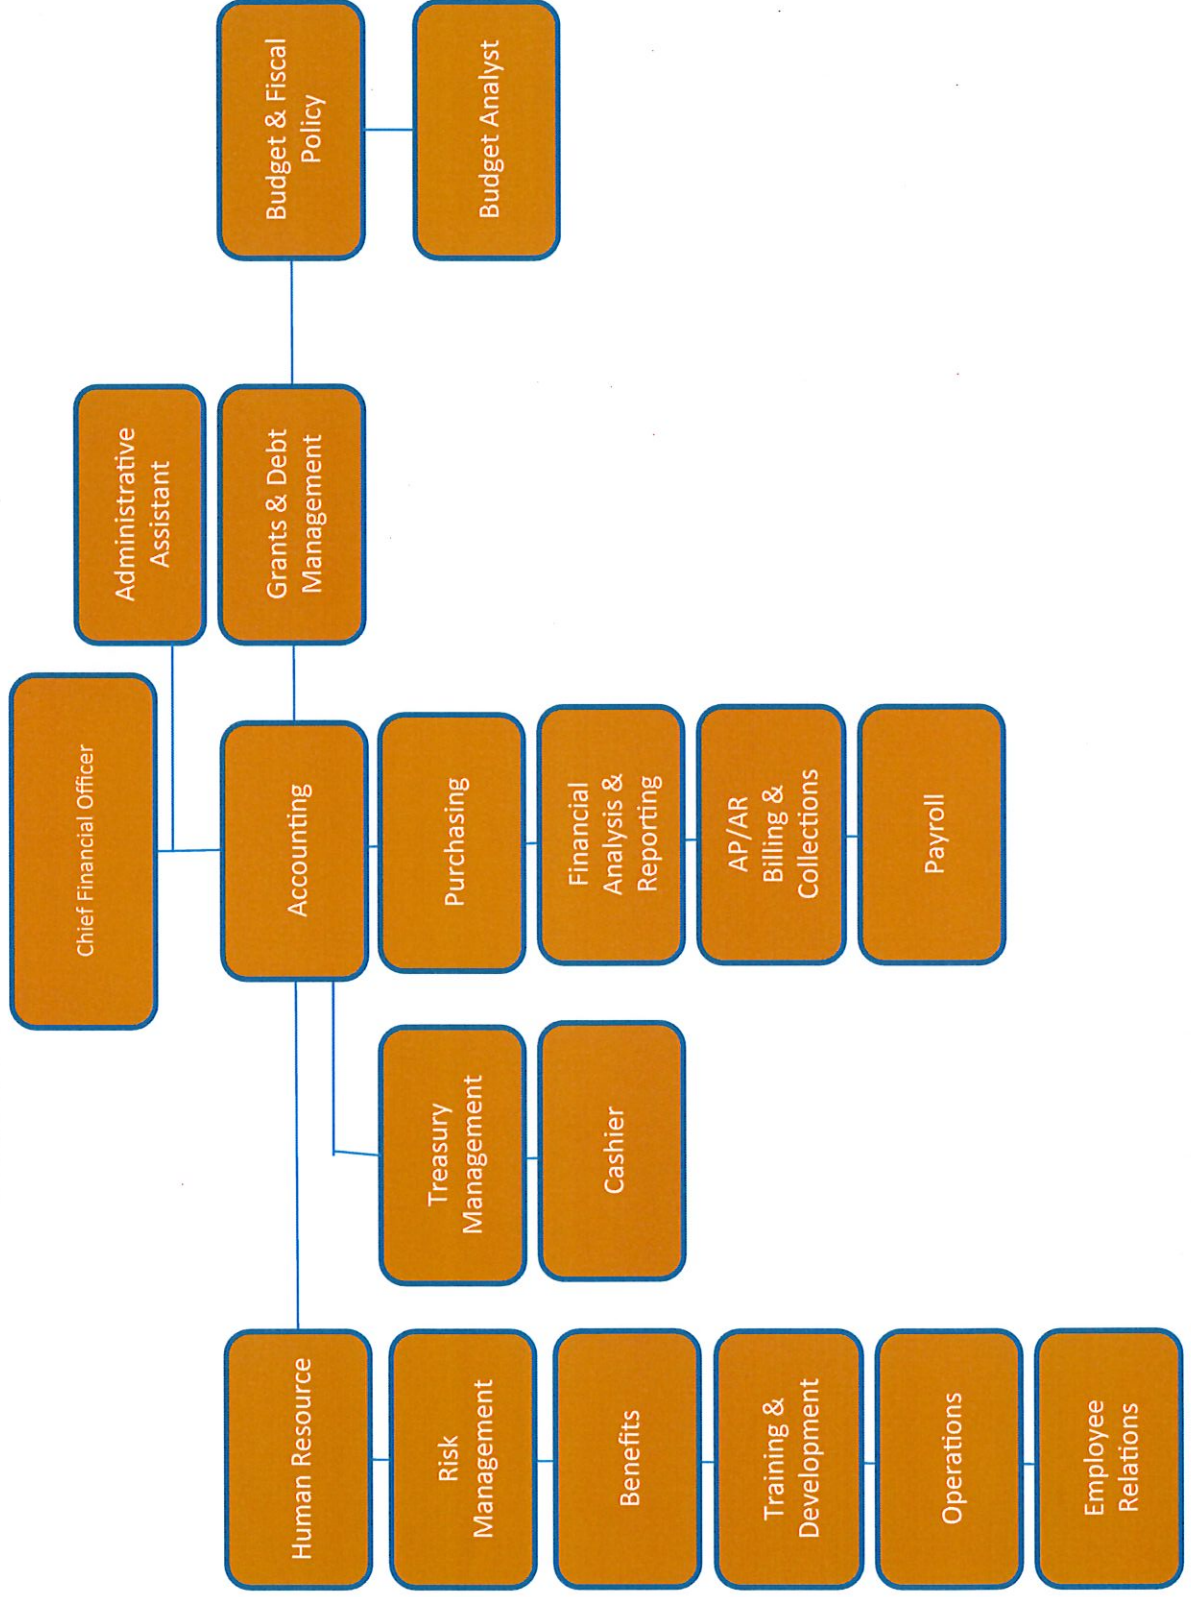 Chief Financial Officer
Administrative
Assistant
Human Resource
Accounting
Grants & Debt
Management
Budget & Fiscal
Policy
Risk
Management
Benefits
Training &
Development
Operations
Employee
Relations
Treasury
Management
Cashier
Purchasing
Financial
Analysis &
Reporting
AP/AR
Billing &
Collections
Payroll
Budget Analyst